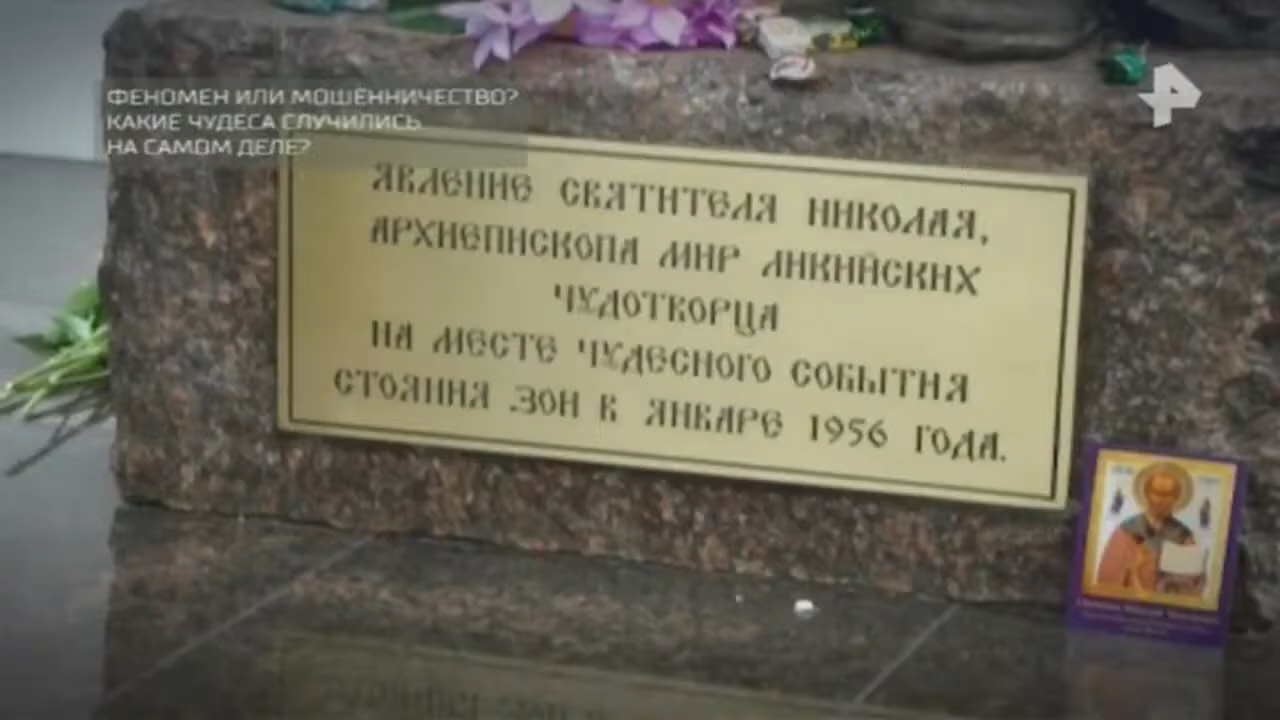 ФЕНОМЕН ИЛИ МОШЕННИЧЕСТВО?
КАКИЕ ЧУДЕСА СЛУЧИЛИСЬ
НА САМОМ ДЕЛЕ?
ЯВЛЕНИЕ СВЯТИТЕЛЯ НИКОЛАЯ,
АРХИЕПИСКОПА МИР ЛИКИЙСКИХ
ЧУДОТВОРЦА
НА МЕСТЕ ЧУДЕСНОГО СОБЫТИЯ
СТОЯНИЯ ЗОИ В ЯНВАРЕ 1956 ГОДА.